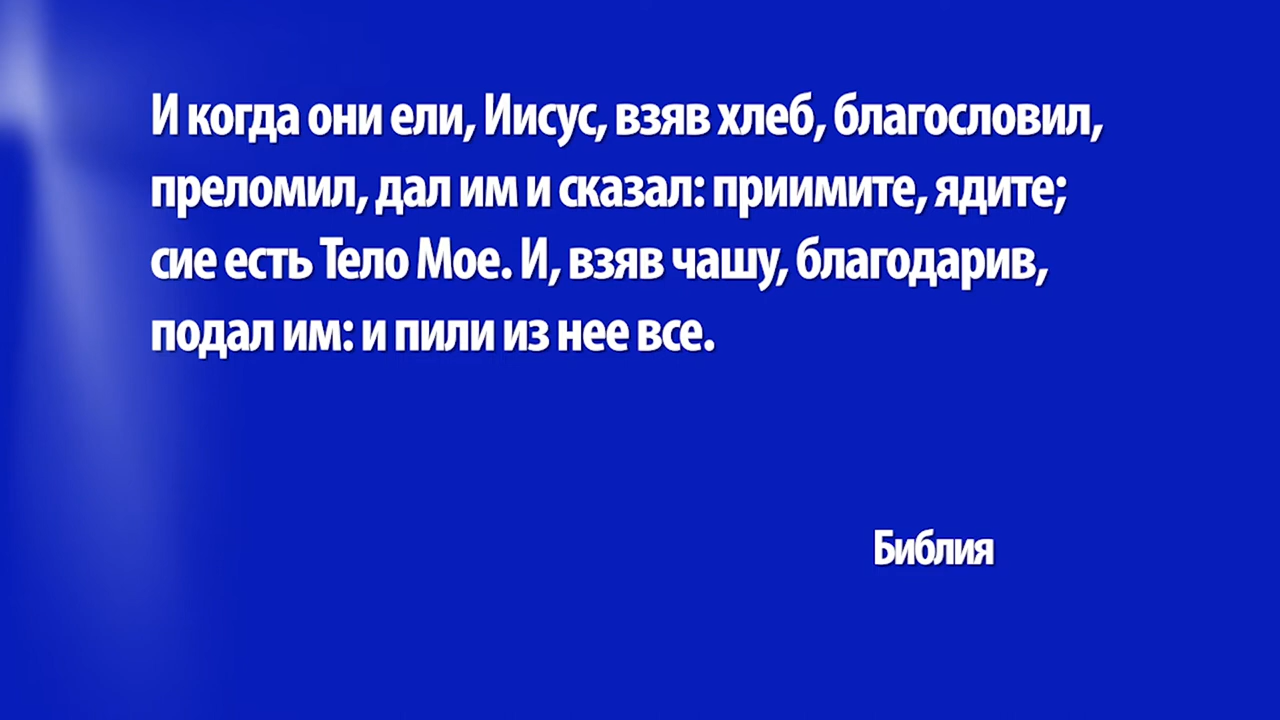 И когда они ели, Иисус, взяв хлеб, благословил,
преломил, дал им и сказал: приимите, ядите;
сие есть Тело Мое. И, взяв чашу, благодарив,
подал им: и пили из нее все.
Библия